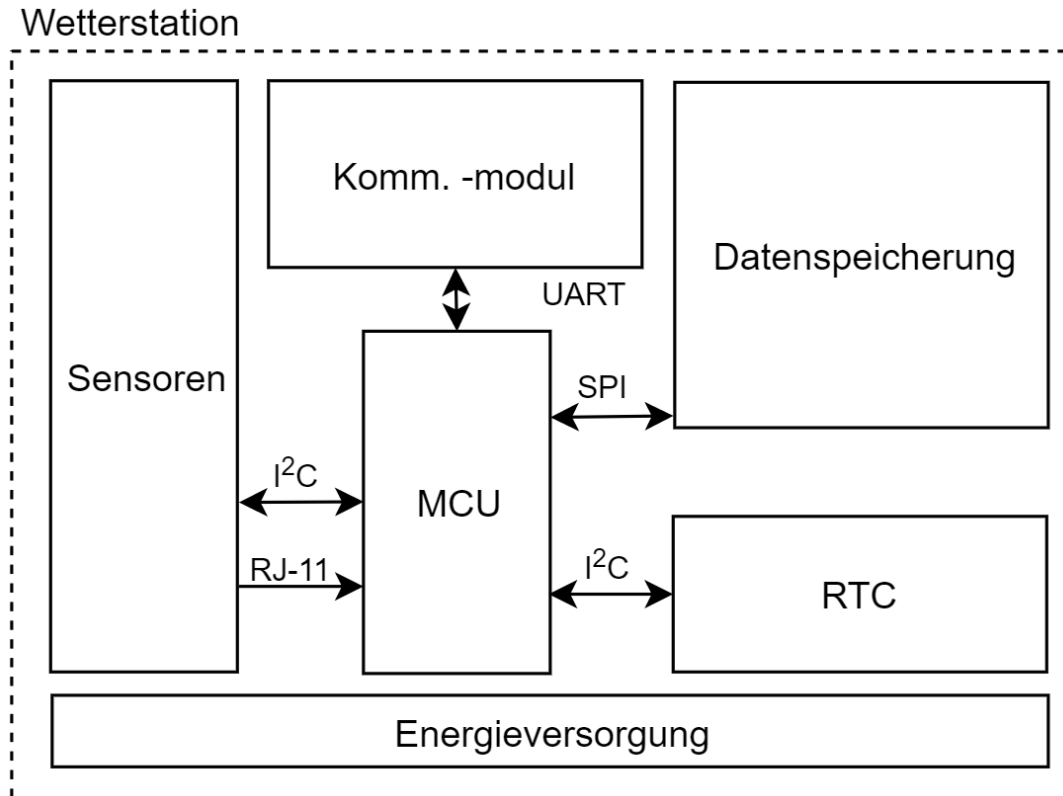 Wetterstation
Komm. -modul
Datenspeicherung
UART
Sensoren
SPI
I²C
MCU
RJ-11
I²C
RTC
Energieversorgung